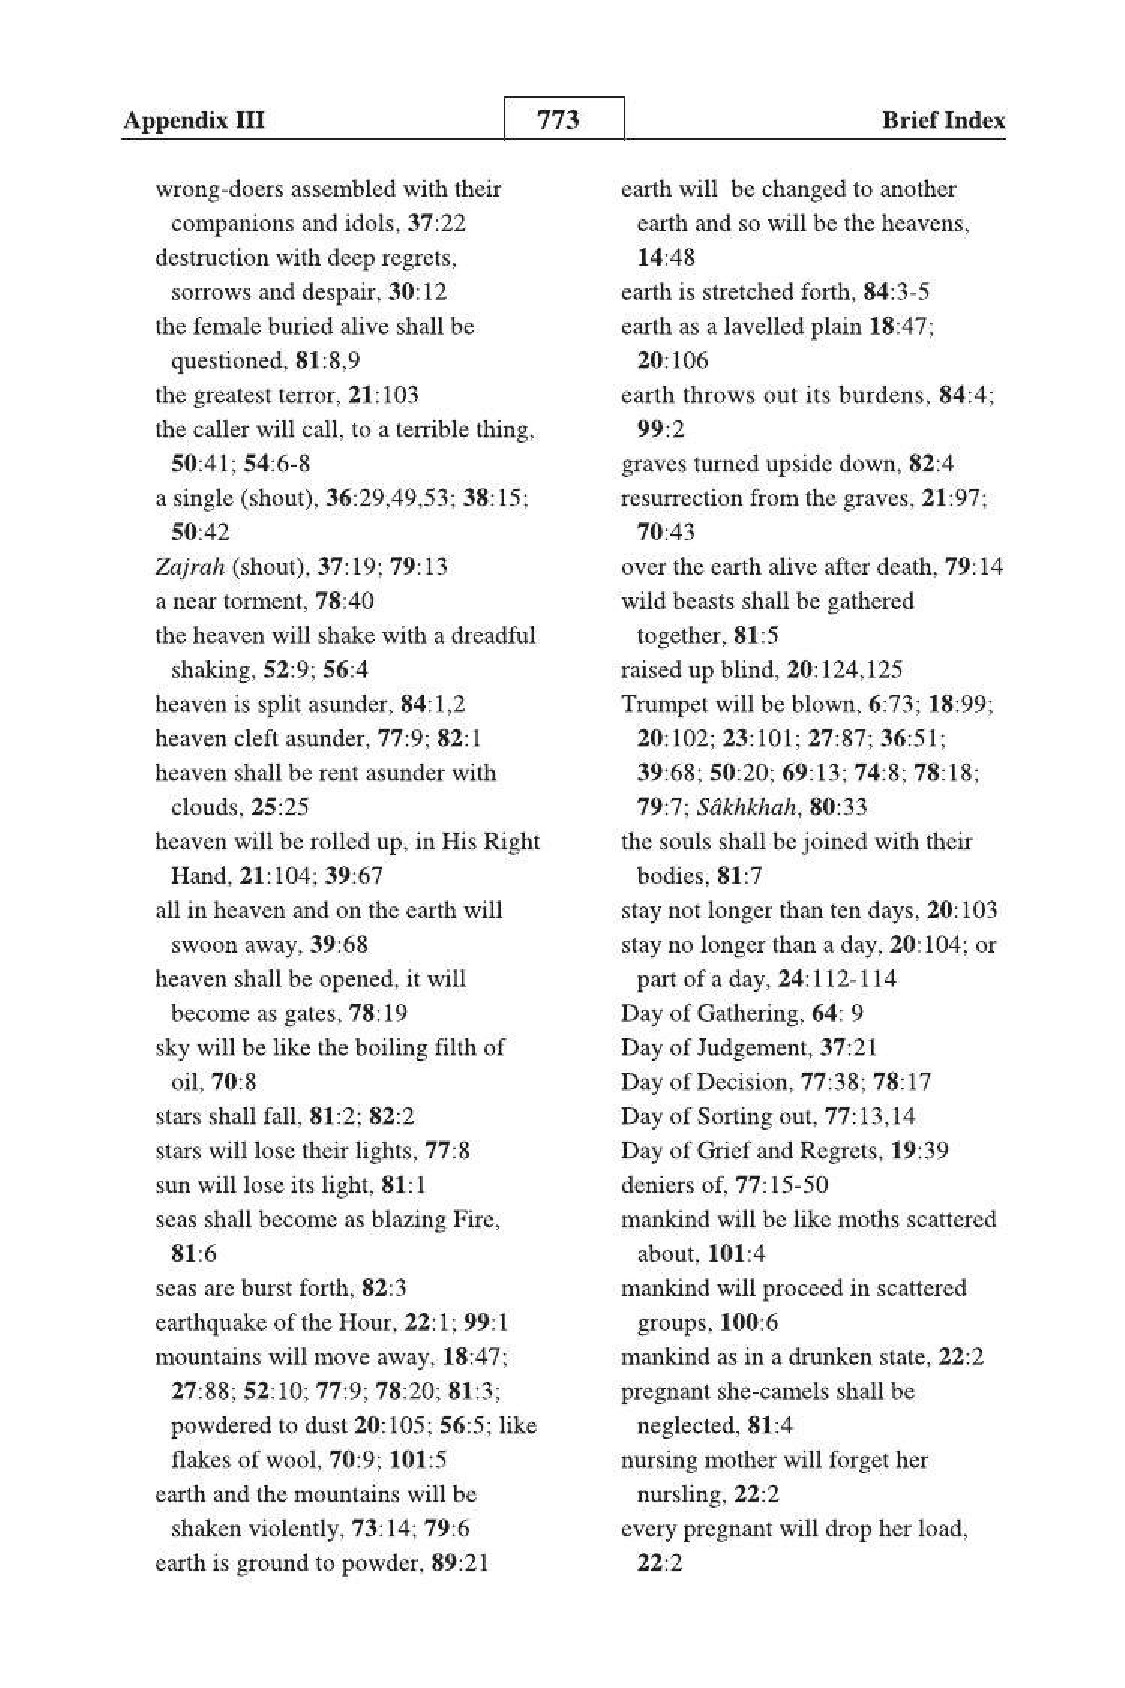 Appendix III 773 Brief Index
wrong-doers assembled with their
companions and idols, 37:22
destruction with deep regrets,
sorrows and despair, 30:12
the female buried alive shall be
questioned, 81:8,9
the greatest terror, 21:103
the caller will call, to a terrible thing,
50:41; 54:6-8
a single (shout), 36:29,49,53; 38:15;
50:42
Zajrah (shout), 37:19; 79:13
a near torment, 78:40
the heaven will shake with a dreadful
shaking, 52:9; 56:4
heaven is split asunder, 84:1,2
heaven cleft asunder, 77:9; 82:1
heaven shall be rent asunder with
clouds, 25:25
heaven will be rolled up, in His Right
Hand, 21:104; 39:67
all in heaven and on the earth will
swoon away, 39:68
heaven shall be opened, it will
become as gates, 78:19
sky will be like the boiling filth of
oil, 70:8
stars shall fall, 81:2; 82:2
stars will lose their lights, 77:8
sun will lose its light, 81:1
seas shall become as blazing Fire,
81:6
seas are burst forth, 82:3
earthquake of the Hour, 22:1; 99:1
mountains will move away, 18:47;
27:88; 52:10; 77:9; 78:20; 81:3;
powdered to dust 20:105; 56:5; like
flakes of wool, 70:9; 101:5
earth and the mountains will be
shaken violently, 73:14; 79:6
earth is ground to powder, 89:21
earth will be changed to another
earth and so will be the heavens,
14:48
earth is stretched forth, 84:3-5
earth as a lavelled plain 18:47;
20:106
earth throws out its burdens, 84:4;
99:2
graves turned upside down, 82:4
resurrection from the graves, 21:97;
70:43
over the earth alive after death, 79:14
wild beasts shall be gathered
together, 81:5
raised up blind, 20:124,125
Trumpet will be blown, 6:73; 18:99;
20:102; 23:101; 27:87; 36:51;
39:68; 50:20; 69:13; 74:8; 78:18;
79:7; Sâkhkhah, 80:33
the souls shall be joined with their
bodies, 81:7
stay not longer than ten days, 20:103
stay no longer than a day, 20:104; or
part of a day, 24:112-114
Day of Gathering, 64: 9
Day of Judgement, 37:21
Day of Decision, 77:38; 78:17
Day of Sorting out, 77:13,14
Day of Grief and Regrets, 19:39
deniers of, 77:15-50
mankind will be like moths scattered
about, 101:4
mankind will proceed in scattered
groups, 100:6
mankind as in a drunken state, 22:2
pregnant she-camels shall be
neglected, 81:4
nursing mother will forget her
nursling, 22:2
every pregnant will drop her load,
22:2